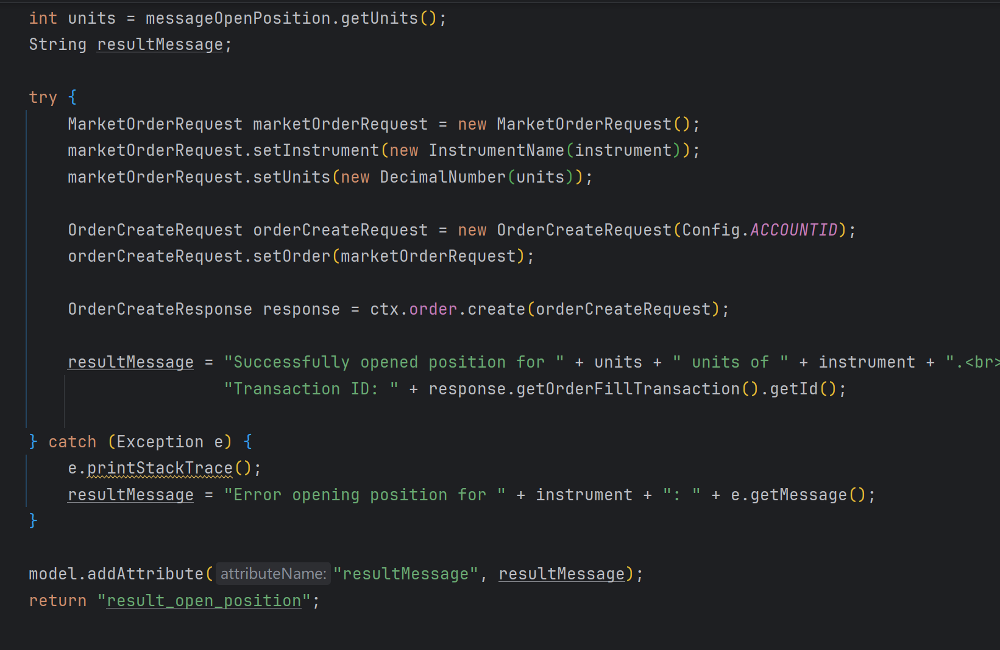 int units = messageOpenPosition.getUnits();
String resultMessage;
try {
MarketOrderRequest marketOrderRequest = new MarketOrderRequest();
marketOrderRequest.setInstrument(new InstrumentName(instrument));
marketOrderRequest.setUnits(new DecimalNumber(units));
OrderCreateRequest orderCreateRequest = new OrderCreateRequest(Config.ACCOUNTID);
orderCreateRequest.setOrder(marketOrderRequest);
OrderCreateResponse response = ctx.order.create(orderCreateRequest);
resultMessage = "Successfully opened position for " + units + " units of " + instrument + ".<br>
"Transaction ID: " + response.getOrderFillTransaction().getId();
} catch (Exception e) {
e.printStackTrace();
resultMessage = "Error opening position for " + instrument + ": " + e.getMessage();
}
model.addAttribute( attributeName: "resultMessage", resultMessage);
return "result_open_position";